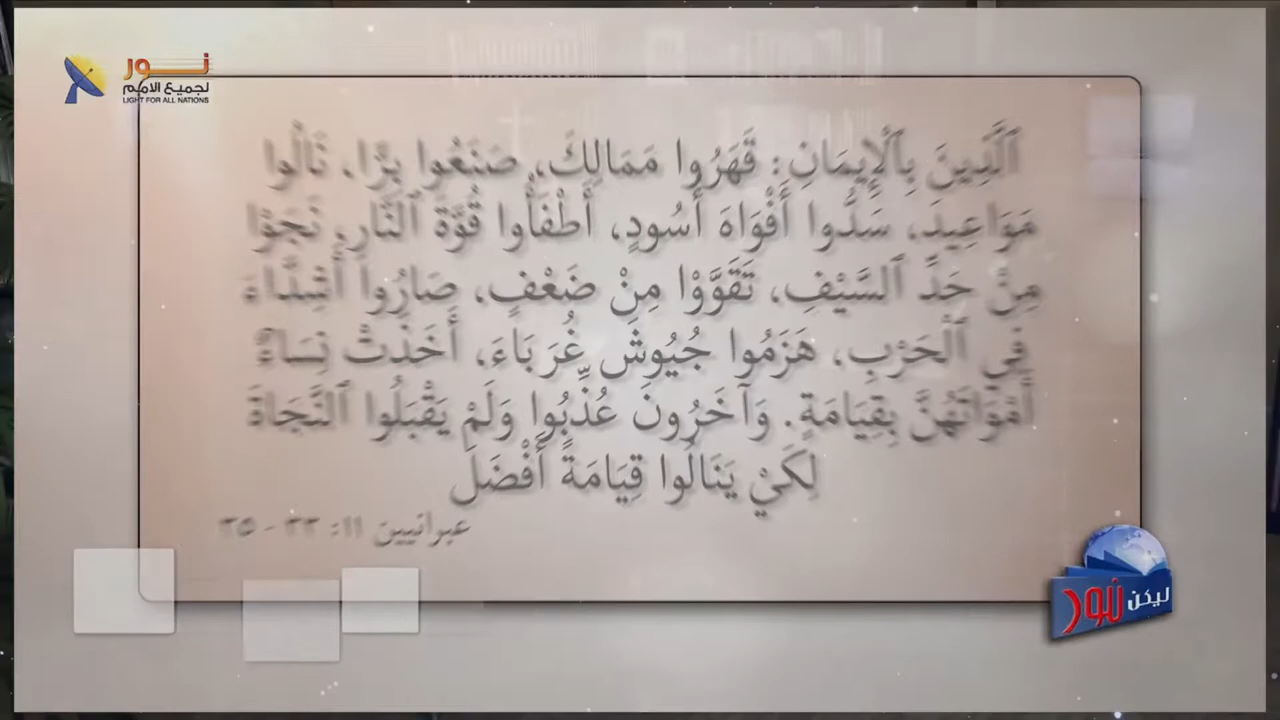 نور
لجميع الامم
LIGHT FOR ALL NATIONS
ٱلَّذِينَ بِٱلْإِيمَانِ: قَهَرُوا مَمَالِكَ، صَنَعُوا بِرًّا، نَالُوا
مَوَاعِيدَ، سَدُّوا أَفْوَاهَ أُسُودٍ، أَطْفَأُوا قُوَّةَ ٱلنَّارِ، نَجَوْا
مِنْ حَدِّ ٱلسَّيْفِ، تَقَوَّوْا مِنْ ضَعْفٍ، صَارُوا أَشِدَّاءَ
فِي ٱلْحَرْبِ، هَزَمُوا جُيُوشَ غُرَبَاءَ، أَخَذَتْ نِسَاءٌ
أَمْوَاتَهُنَّ بِقِيَامَةٍ. وَآخَرُونَ عُذِّبُوا وَلَمْ يَقْبَلُوا ٱلنَّجَاةَ
لِكَيْ يَنَالُوا قِيَامَةً أَفْضَلَ
عبرانيين ١١: ٣٣ - ٣٥
ليكن نور